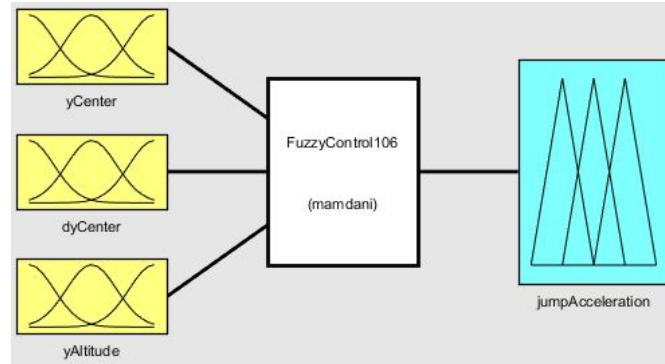 yCenter
dyCenter
yAltitude
FuzzyControl106
(mamdani)
jumpAcceleration